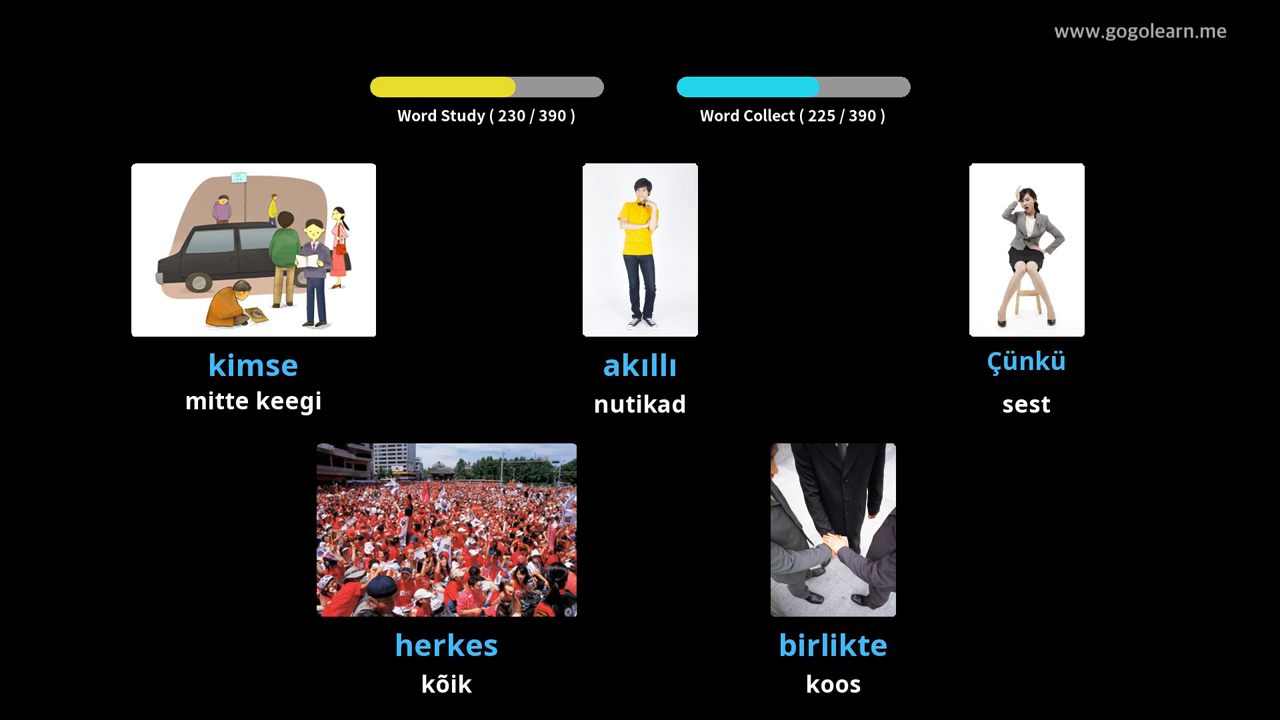 www.gogolearn.me
Word Study ( 230 / 390 )
Word Collect ( 225 / 390 )
kimse
mitte keegi
akıllı
nutikad
Çünkü
sest
herkes
kõik
birlikte
koos